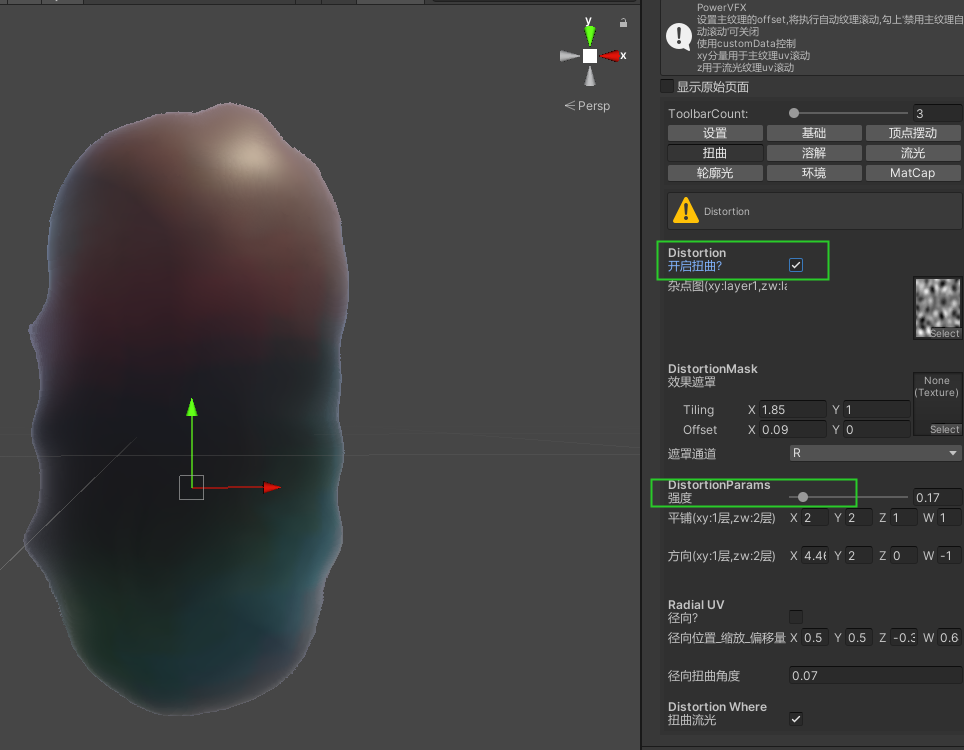 PowerVFX
设置主纹理的offset,将执行自动纹理滚动,勾上'禁用主纹理自
动滚动'可关闭
使用customData控制
xy分量用于主纹理uv滚动
z用于流光纹理uv滚动
y
x
Persp
显示原始页面
ToolbarCount: 3
设置 基础 顶点摆动
扭曲 溶解 流光
轮廓光 环境 MatCap
Distortion
Distortion
开启扭曲?
杂点图(xy:layer1,zw:la
Select
DistortionMask
效果遮罩
None
(Texture)
Tiling X 1.85 Y 1
Offset X 0.09 Y 0
Select
遮罩通道 R
DistortionParams
强度 0.17
平铺(xy:1层,zw:2层) X 2 Y 2 Z 1 W 1
方向(xy:1层,zw:2层) X 4.46 Y 2 Z 0 W -1
Radial UV
径向?
径向位置_缩放_偏移量 X 0.5 Y 0.5 Z -0.3 W 0.6
径向扭曲角度 0.07
Distortion Where
扭曲流光